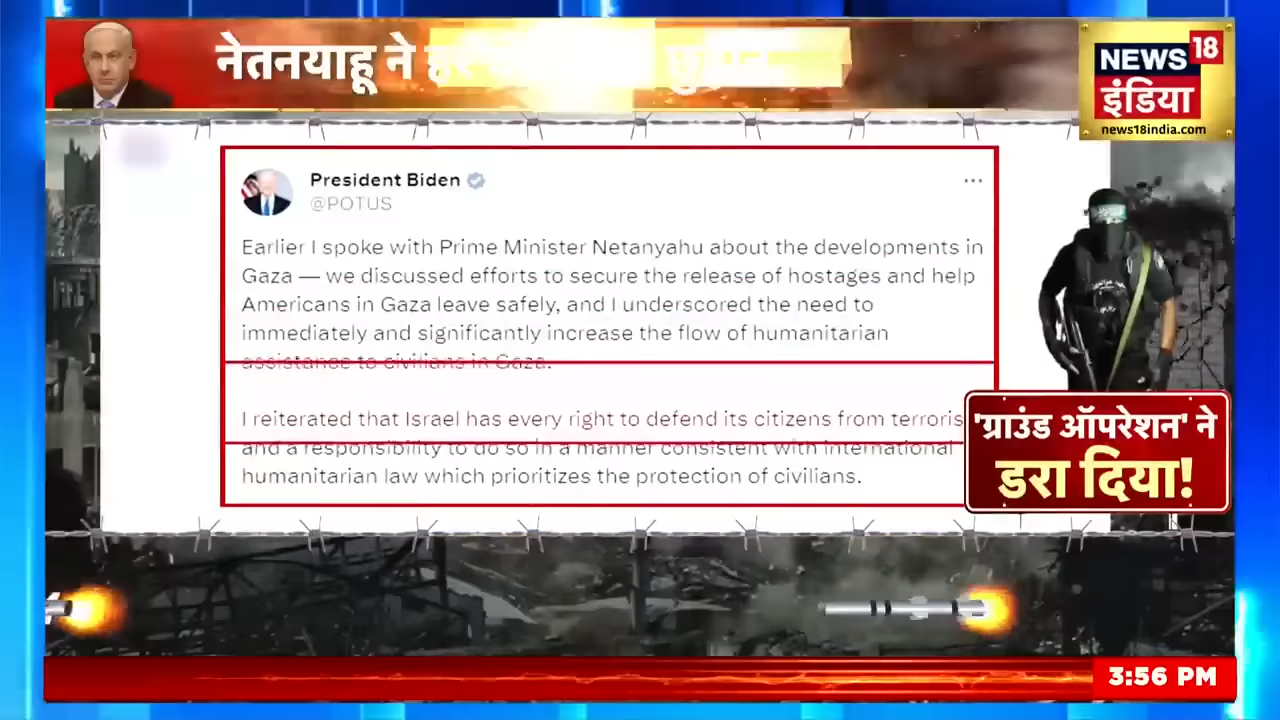 नेतनयाहू ने
NEWS 18
इंडिया
news18india.com
President Biden
@POTUS
Earlier I spoke with Prime Minister Netanyahu about the developments in
Gaza — we discussed efforts to secure the release of hostages and help
Americans in Gaza leave safely, and I underscored the need to
immediately and significantly increase the flow of humanitarian
assistance to civilians in Gaza.
I reiterated that Israel has every right to defend its citizens from
and a responsibility to do so in a manner consistent with international
humanitarian law which prioritizes the protection of civilians.
'ग्राउंड ऑपरेशन' ने
डरा दिया!
3:56 PM